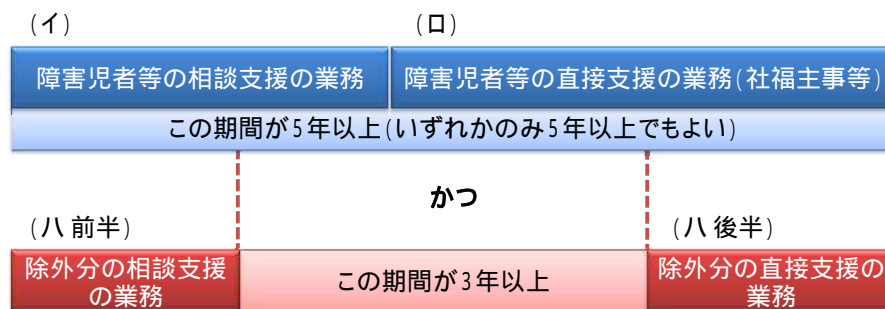 (イ)
(ロ)
障害児者等の相談支援の業務
障害児者等の直接支援の業務(社福主事等)
この期間が5年以上(いずれかのみ5年以上でもよい)
かつ
(ハ 前半)
(ハ 後半)
除外分の相談支援
の業務
この期間が3年以上
除外分の直接支援の
業務